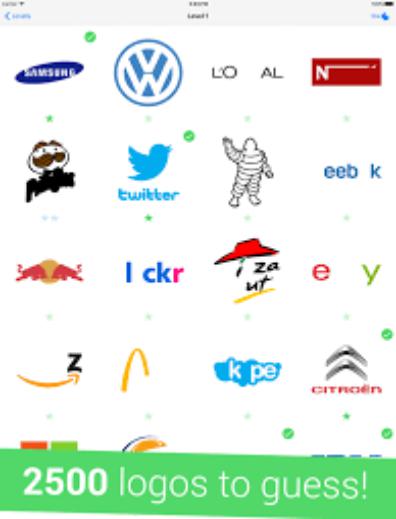 Level 1
SAMSUNG
L'O AL
N
twitter
eeb k
l ckr
i za
ut
e y
z
k pe
CITROËN
2500 logos to guess!